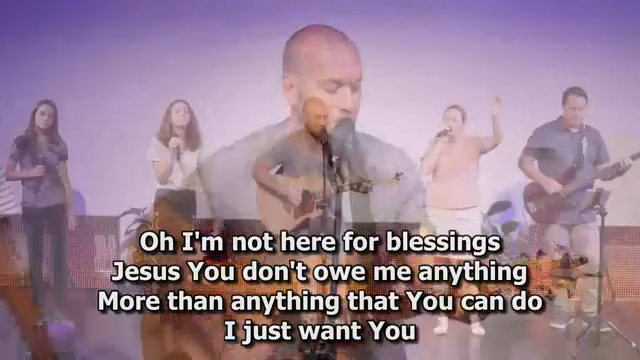 Oh I'm not here for blessings
Jesus You don't owe me anything
More than anything that You can do
I just want You